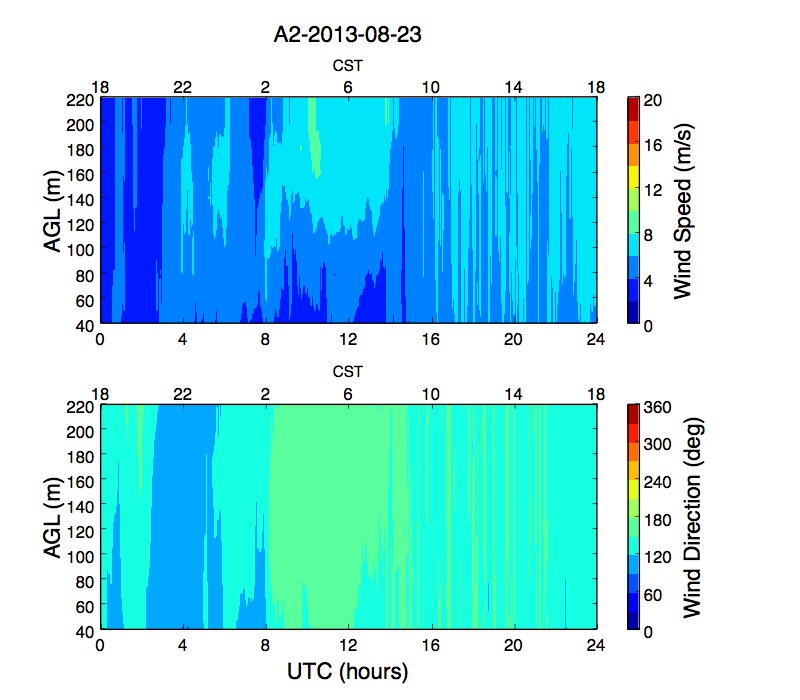 A2-2013-08-23
CST
18 22 2 6 10 14 18
220
200
180
160
140
120
100
80
60
40
AGL (m)
0 4 8 12 16 20 24
20
16
12
8
4
0
Wind Speed (m/s)
CST
18 22 2 6 10 14 18
220
200
180
160
140
120
100
80
60
40
AGL (m)
0 4 8 12 16 20 24
UTC (hours)
360
300
240
180
120
60
0
Wind Direction (deg)